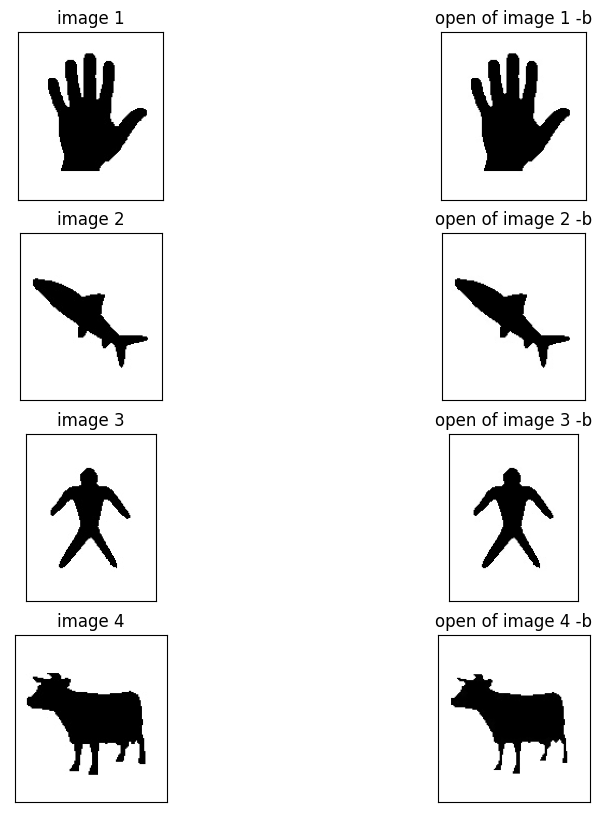 image 1
open of image 1 -b
image 2
open of image 2 -b
image 3
open of image 3 -b
image 4
open of image 4 -b